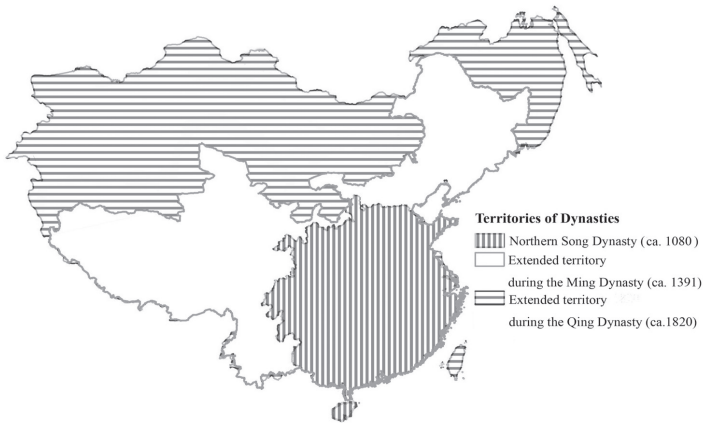 Territories of Dynasties
Northern Song Dynasty (ca. 1080 )
Extended territory
during the Ming Dynasty (ca. 1391)
Extended territory
during the Qing Dynasty (ca.1820)